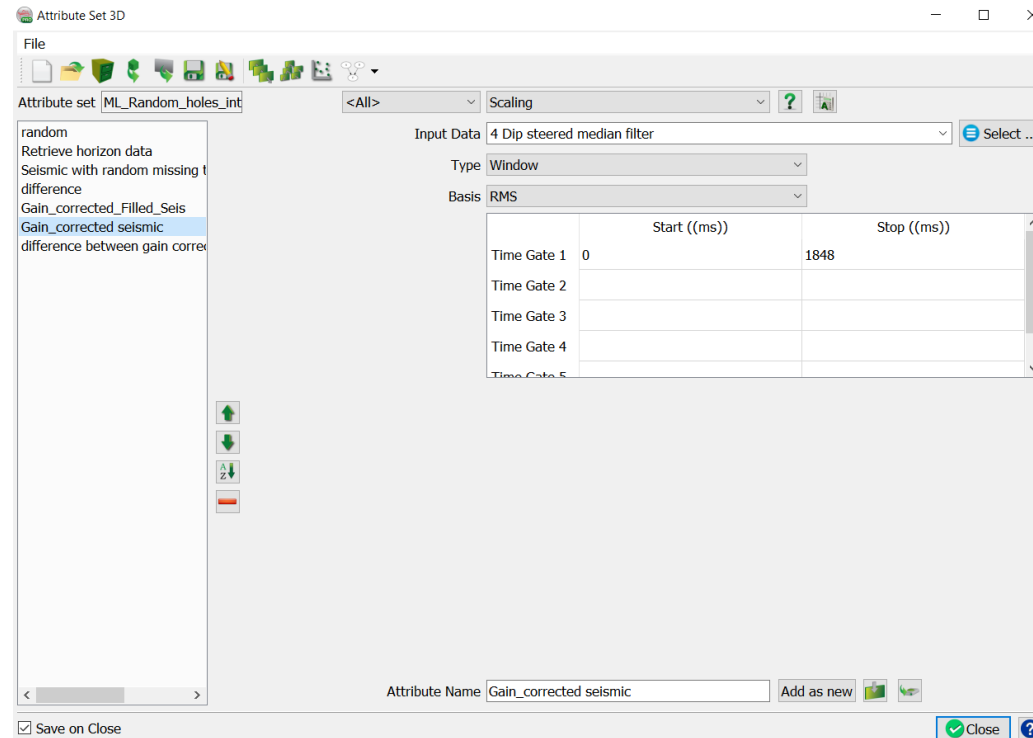 Attribute Set 3D
File
Attribute set ML_Random_holes_int <All> Scaling
random
Retrieve horizon data
Seismic with random missing t
difference
Gain_corrected_Filled_Seis
Gain_corrected seismic
difference between gain correc
Input Data 4 Dip steered median filter Select ..
Type Window
Basis RMS
Start ((ms)) Stop ((ms))
Time Gate 1 0 1848
Time Gate 2
Time Gate 3
Time Gate 4
Time Gate 5
Attribute Name Gain_corrected seismic Add as new
Save on Close Close